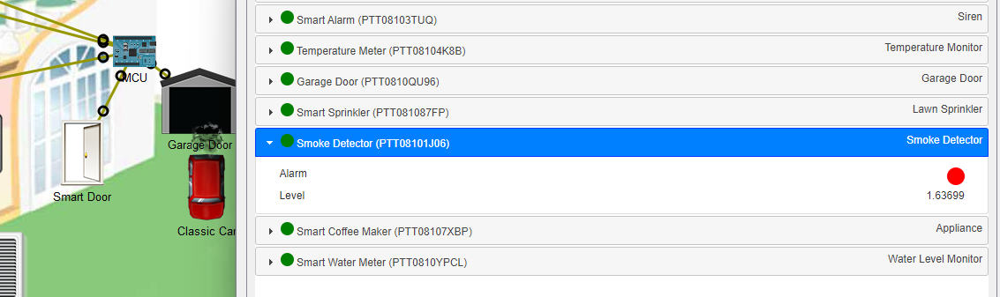 MCU
Garage Door
Smart Door
Classic Car
Smart Alarm (PTT08103TUQ) Siren
Temperature Meter (PTT08104K8B) Temperature Monitor
Garage Door (PTT0810QU96) Garage Door
Smart Sprinkler (PTT081087FP) Lawn Sprinkler
Smoke Detector (PTT08101J06) Smoke Detector
Alarm
Level 1.63699
Smart Coffee Maker (PTT08107XBP) Appliance
Smart Water Meter (PTT0810YPCL) Water Level Monitor